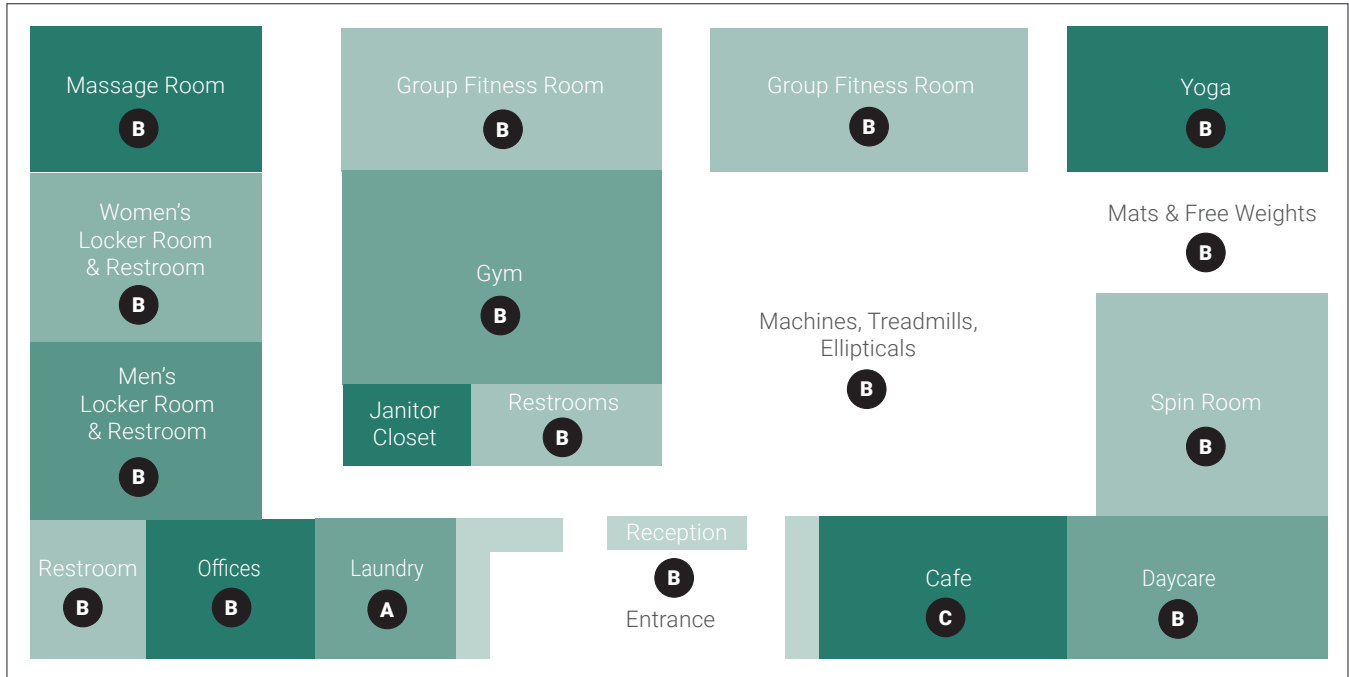 Massage Room
B
Group Fitness Room
B
Group Fitness Room
B
Yoga
B
Women's
Locker Room
& Restroom
B
Gym
B
Mats & Free Weights
B
Machines, Treadmills,
Ellipticals
B
Men's
Locker Room
& Restroom
B
Janitor
Closet
Restrooms
B
Spin Room
B
Restroom
B
Offices
B
Laundry
A
Reception
B
Entrance
Cafe
C
Daycare
B